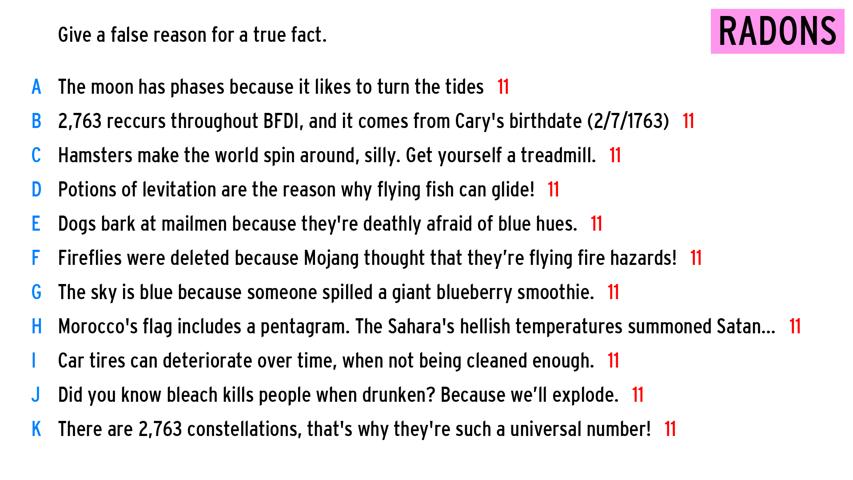 Give a false reason for a true fact.
RADONS
A The moon has phases because it likes to turn the tides 11
B 2,763 reccurs throughout BFDI, and it comes from Cary's birthdate (2/7/1763) 11
C Hamsters make the world spin around, silly. Get yourself a treadmill. 11
D Potions of levitation are the reason why flying fish can glide! 11
E Dogs bark at mailmen because they're deathly afraid of blue hues. 11
F Fireflies were deleted because Mojang thought that they’re flying fire hazards! 11
G The sky is blue because someone spilled a giant blueberry smoothie. 11
H Morocco's flag includes a pentagram. The Sahara's hellish temperatures summoned Satan... 11
I Car tires can deteriorate over time, when not being cleaned enough. 11
J Did you know bleach kills people when drunken? Because we’ll explode. 11
K There are 2,763 constellations, that's why they're such a universal number! 11